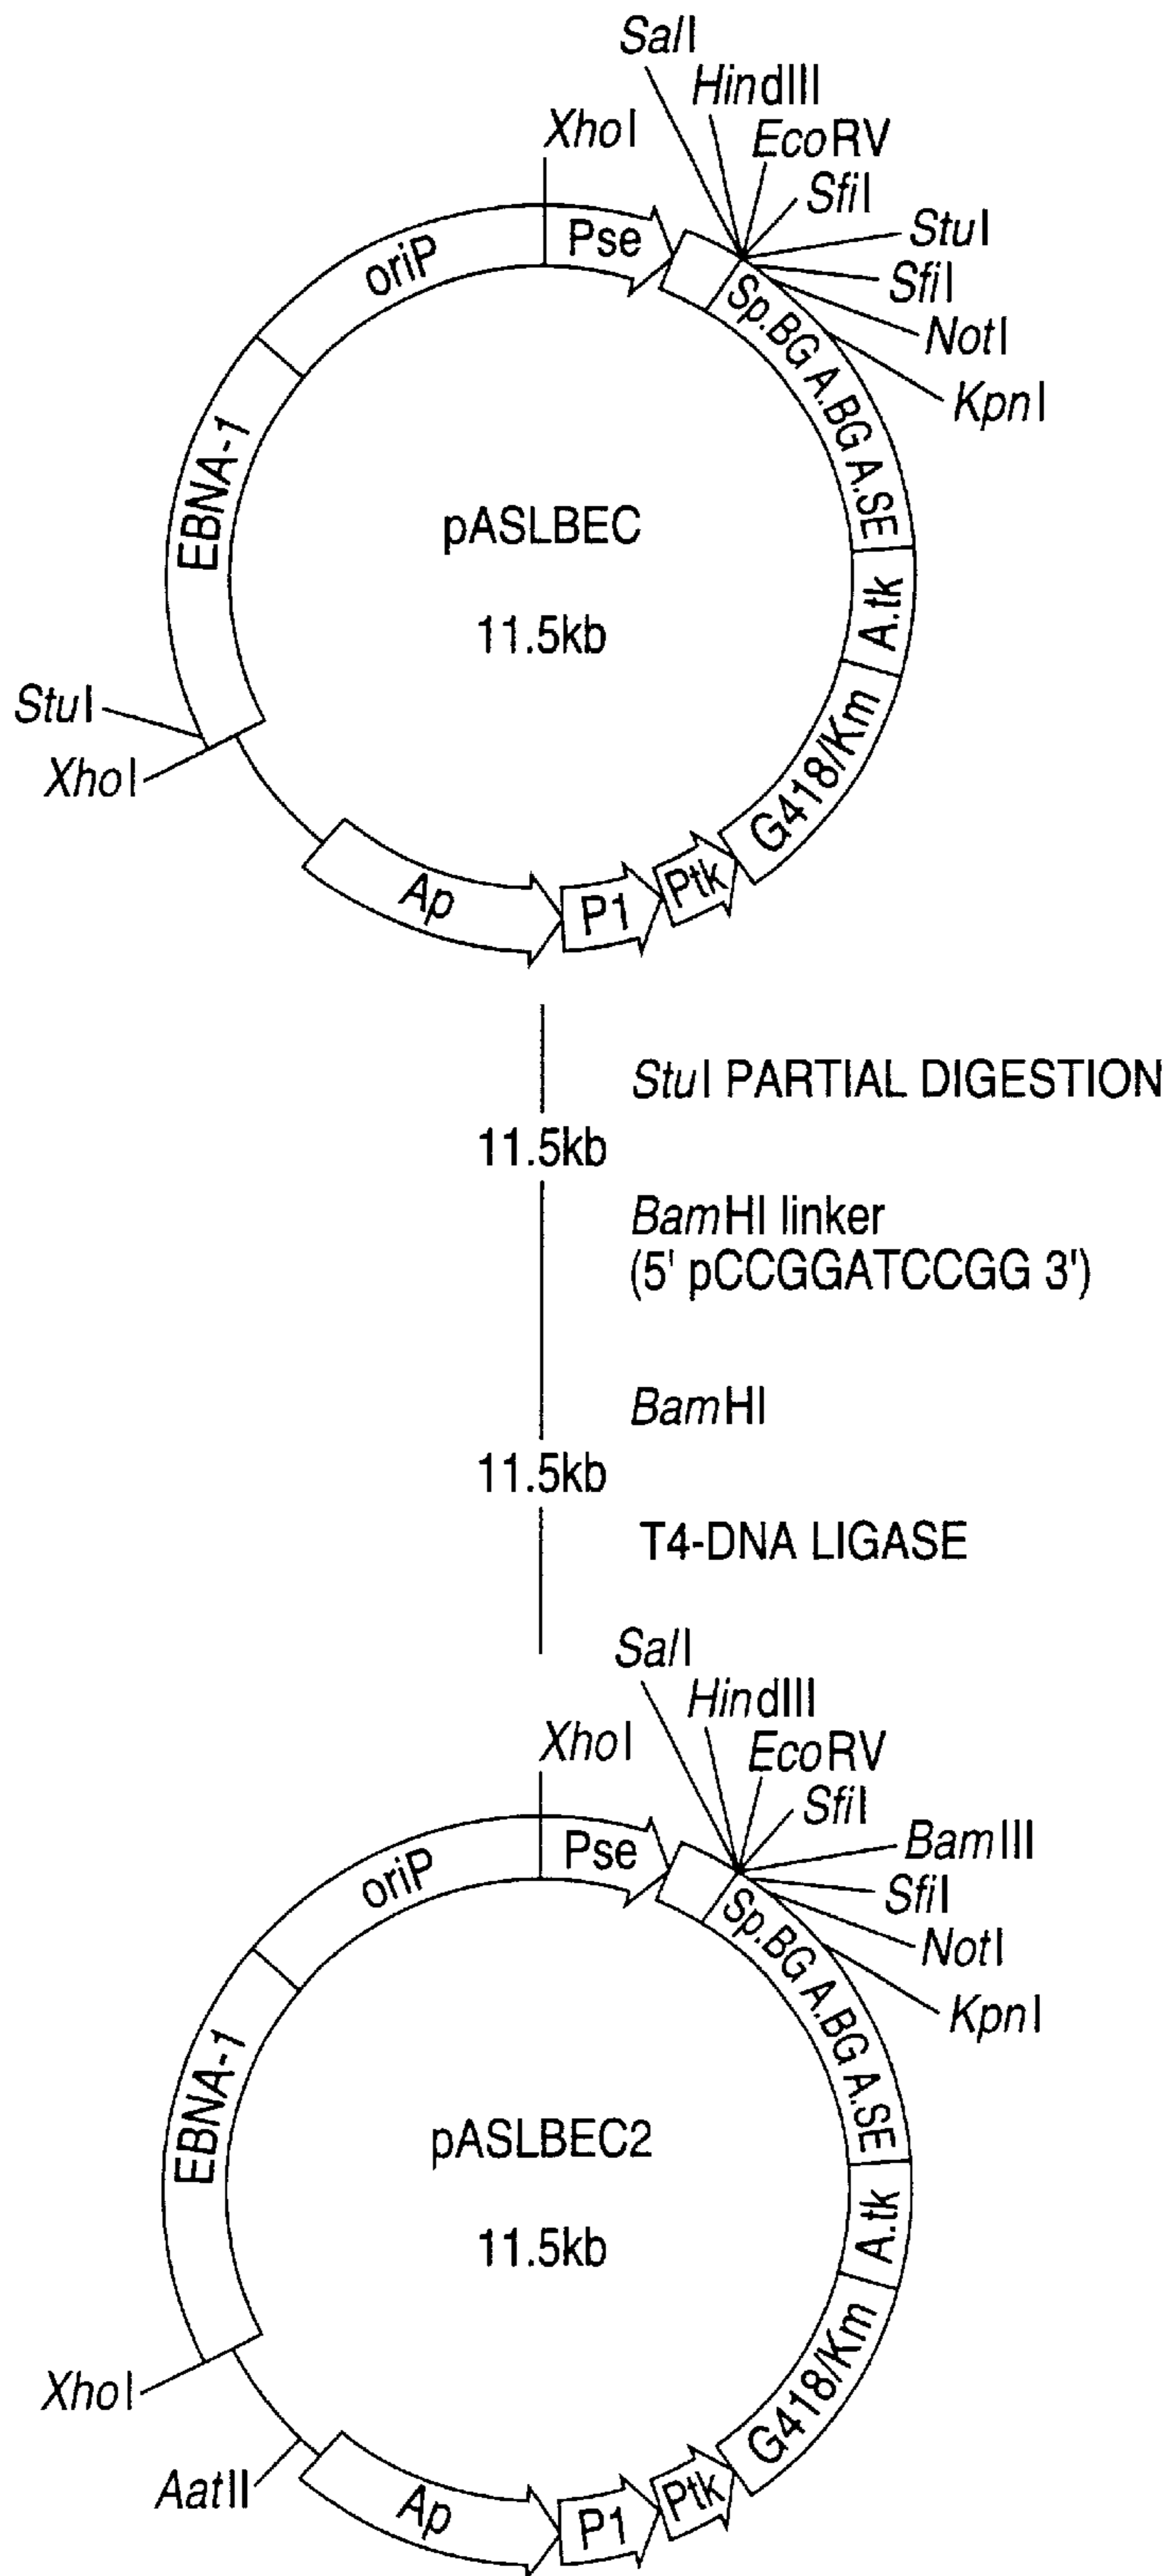 SalI
HindIII
XhoI
EcoRV
SfiI
StuI
SfiI
NotI
KpnI
Pse
oriP
Sp.BG A.BG A.SE
EBNA-1
pASLBEC
11.5kb
A.tk
G418/Km
StuI
XhoI
Ap
P1
Ptk
StuI PARTIAL DIGESTION
11.5kb
BamHI linker
(5' pCCGGATCCGG 3')
BamHI
11.5kb
T4-DNA LIGASE
SalI
HindIII
XhoI
EcoRV
SfiI
BamIII
SfiI
NotI
KpnI
Pse
oriP
Sp.BG A.BG A.SE
EBNA-1
pASLBEC2
11.5kb
A.tk
G418/Km
XhoI
AatII
Ap
P1
Ptk